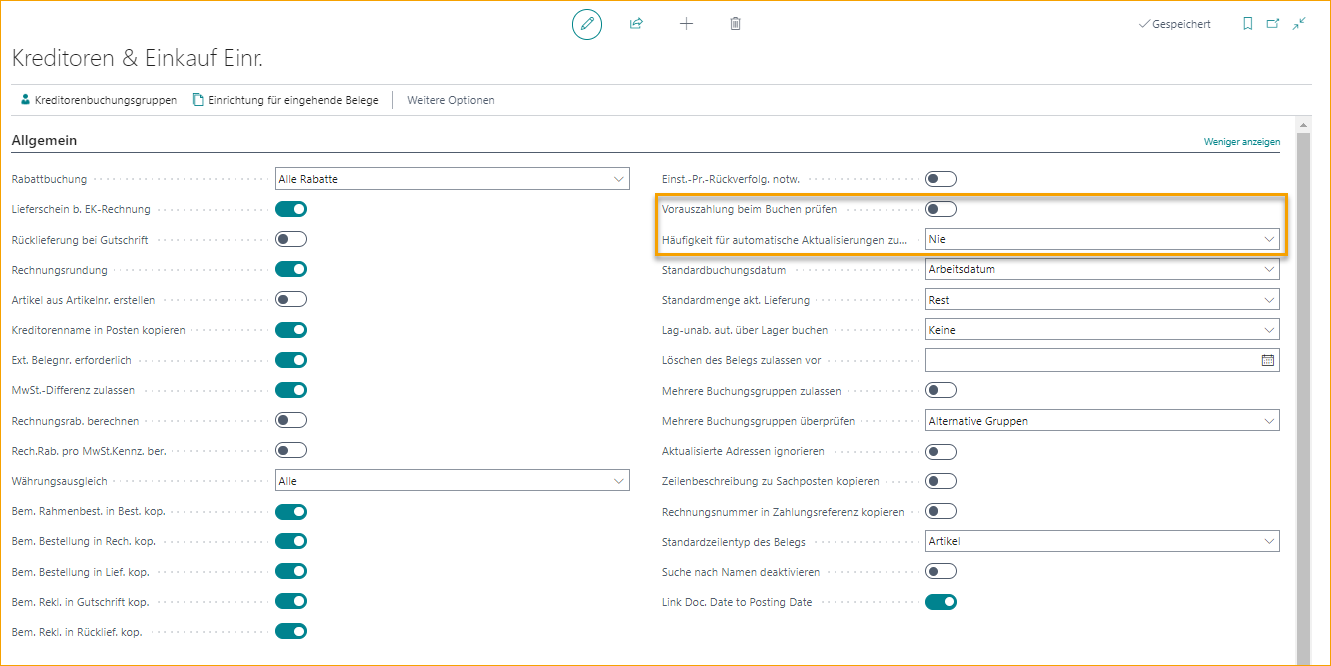 Gespeichert
Kreditoren & Einkauf Einr.
Kreditorenbuchungsgruppen Einrichtung für eingehende Belege Weitere Optionen
Allgemein
Weniger anzeigen
Rabattbuchung Alle Rabatte
Lieferschein b. EK-Rechnung
Rücklieferung bei Gutschrift
Rechnungsrundung
Artikel aus Artikelnr. erstellen
Kreditorenname in Posten kopieren
Ext. Belegnr. erforderlich
MwSt.-Differenz zulassen
Rechnungsrab. berechnen
Rech.Rab. pro MwSt.Kennz. ber.
Währungsausgleich Alle
Bem. Rahmenbest. in Best. kop.
Bem. Bestellung in Rech. kop.
Bem. Bestellung in Lief. kop.
Bem. Rekl. in Gutschrift kop.
Bem. Rekl. in Rücklief. kop.
Einst.-Pr.-Rückverfolg. notw.
Vorauszahlung beim Buchen prüfen
Häufigkeit für automatische Aktualisierungen zu... Nie
Standardbuchungsdatum Arbeitsdatum
Standardmenge akt. Lieferung Rest
Lag-unab. aut. über Lager buchen Keine
Löschen des Belegs zulassen vor
Mehrere Buchungsgruppen zulassen
Mehrere Buchungsgruppen überprüfen Alternative Gruppen
Aktualisierte Adressen ignorieren
Zeilenbeschreibung zu Sachposten kopieren
Rechnungsnummer in Zahlungsreferenz kopieren
Standardzeilentyp des Belegs Artikel
Suche nach Namen deaktivieren
Link Doc. Date to Posting Date